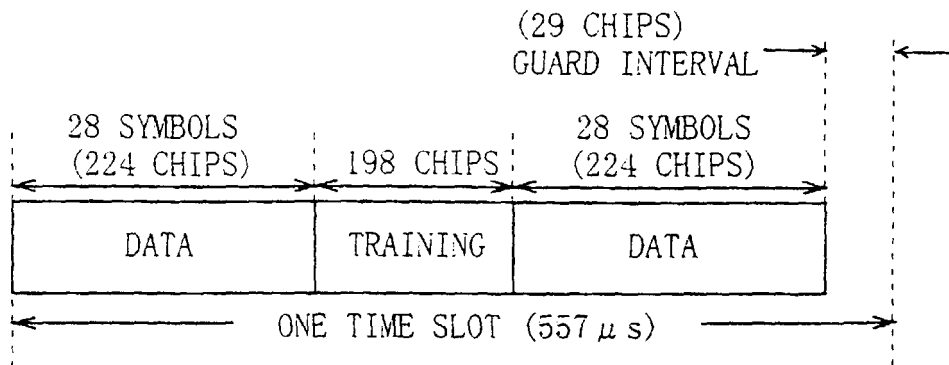 (29 CHIPS)
GUARD INTERVAL
28 SYMBOLS
(224 CHIPS)
198 CHIPS
28 SYMBOLS
(224 CHIPS)
DATA
TRAINING
DATA
ONE TIME SLOT (557μs)